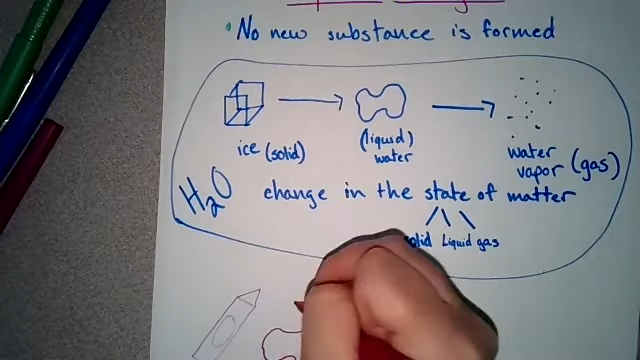 No new substance is formed
ice (solid)
(liquid)
water
water
vapor (gas)
H2O
change in the state of matter
solid Liquid gas